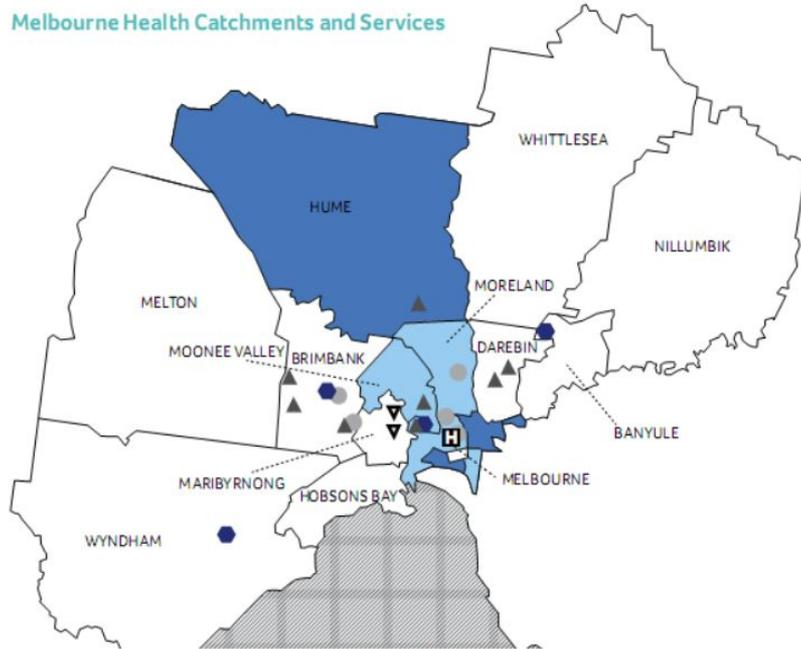 Melbourne Health Catchments and Services
WHITTLESEA
HUME
NILLUMBIK
MORELAND
MELTON
MOONEE VALLEY
BRIMBANK
DAREBIN
BANYULE
MARIBYRNONG
MELBOURNE
HOBSONS BAY
WYNDHAM
H